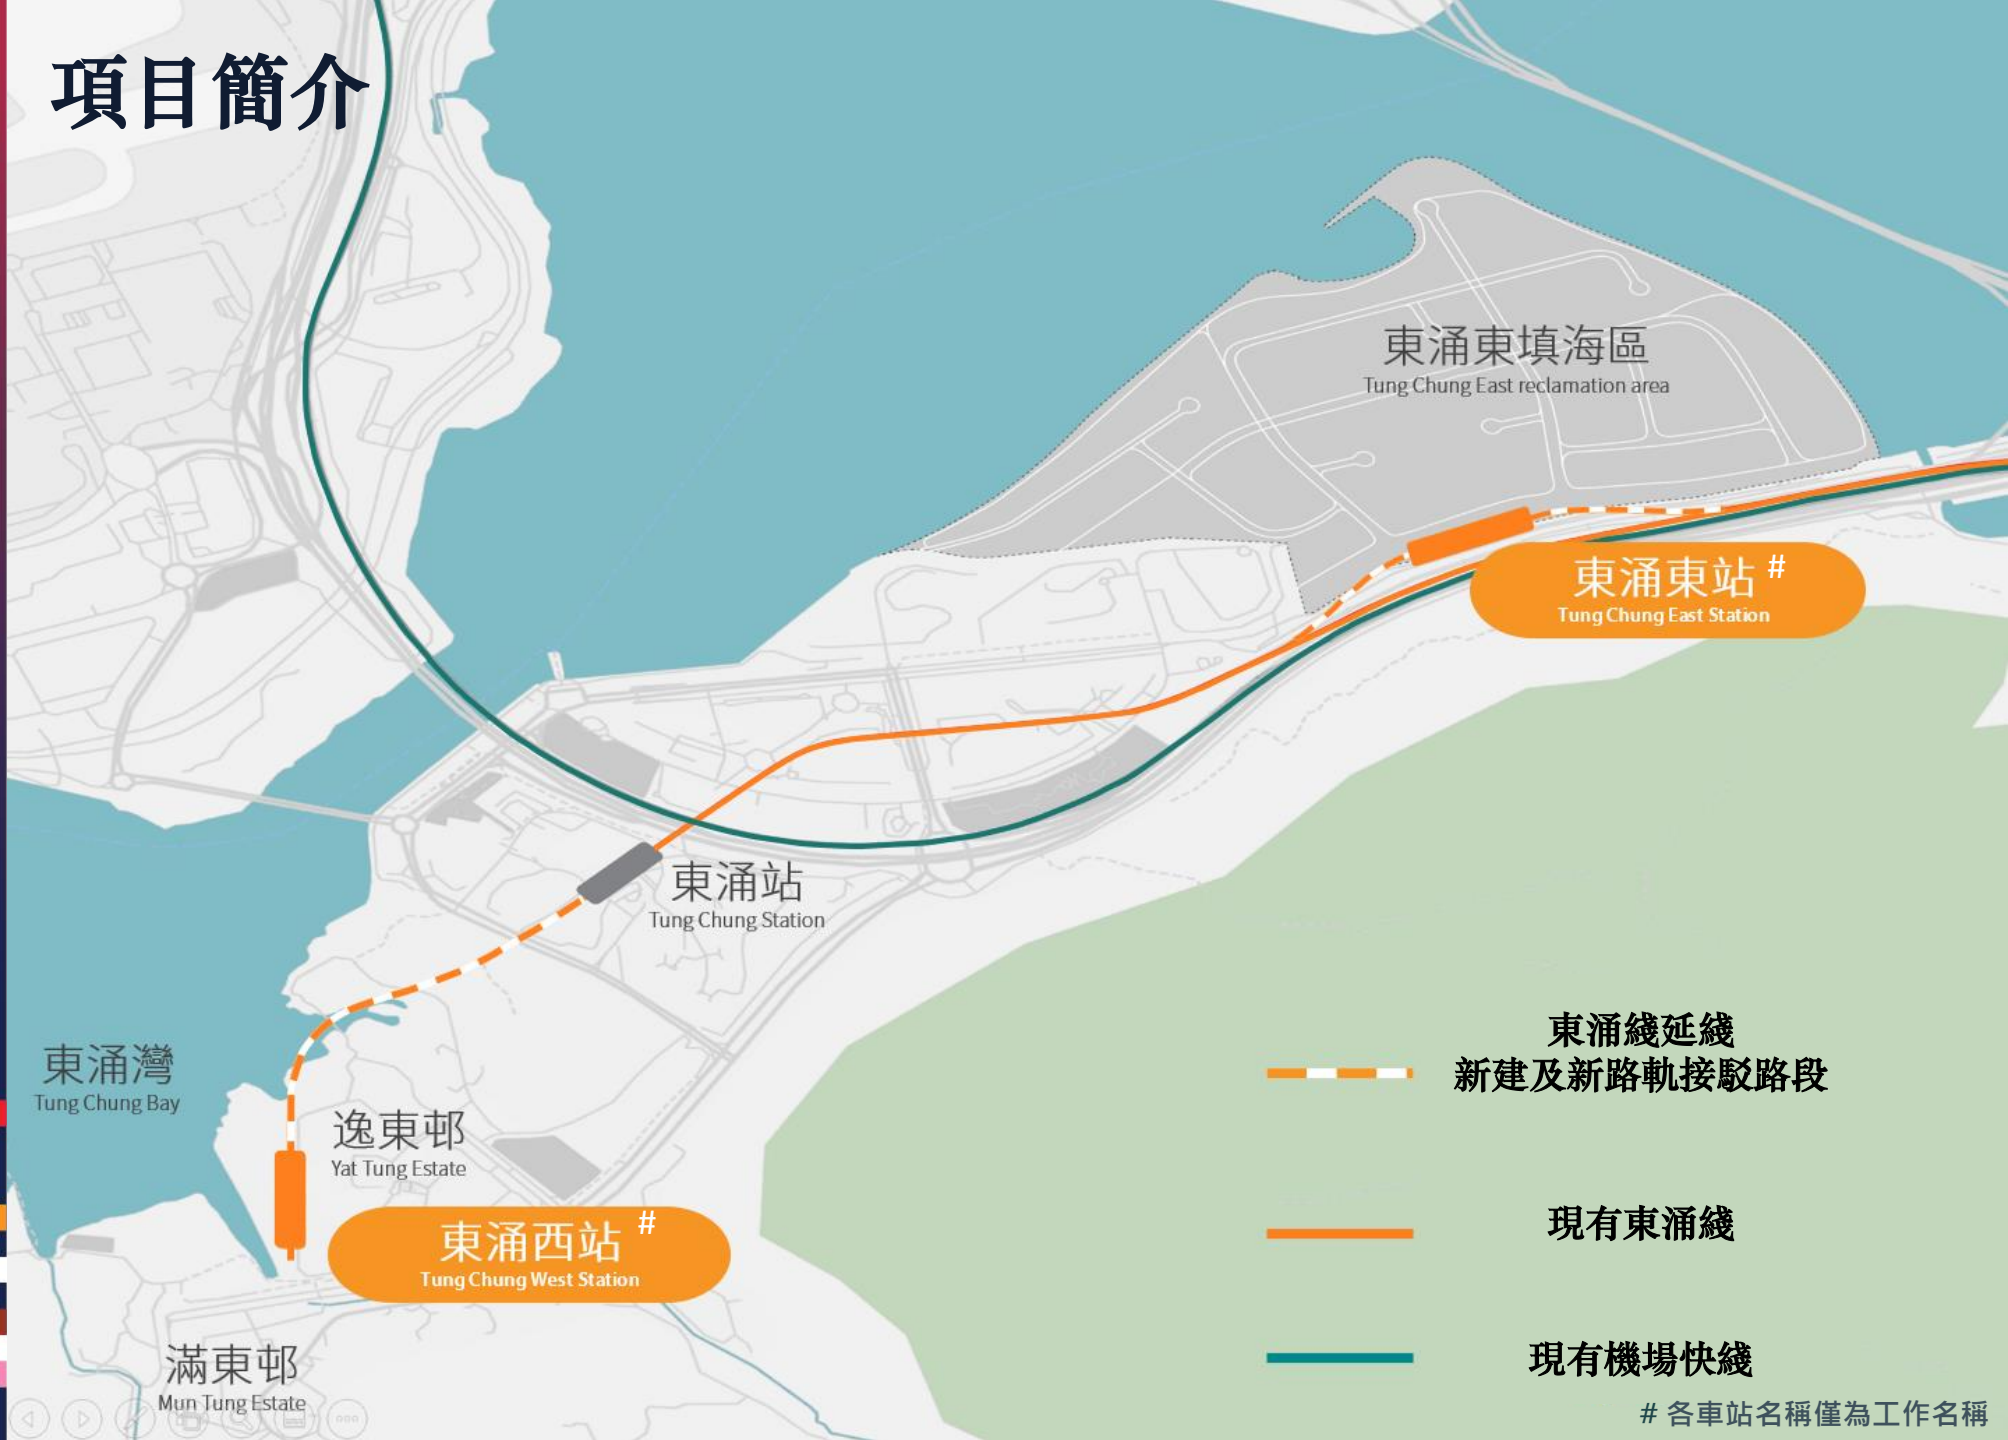 項目簡介
東涌東填海區
Tung Chung East reclamation area
東涌東站 #
Tung Chung East Station
東涌站
Tung Chung Station
東涌灣
Tung Chung Bay
逸東邨
Yat Tung Estate
東涌西站 #
Tung Chung West Station
滿東邨
Mun Tung Estate
東涌綫延綫
新建及新路軌接駁路段
現有東涌綫
現有機場快綫
# 各車站名稱僅為工作名稱